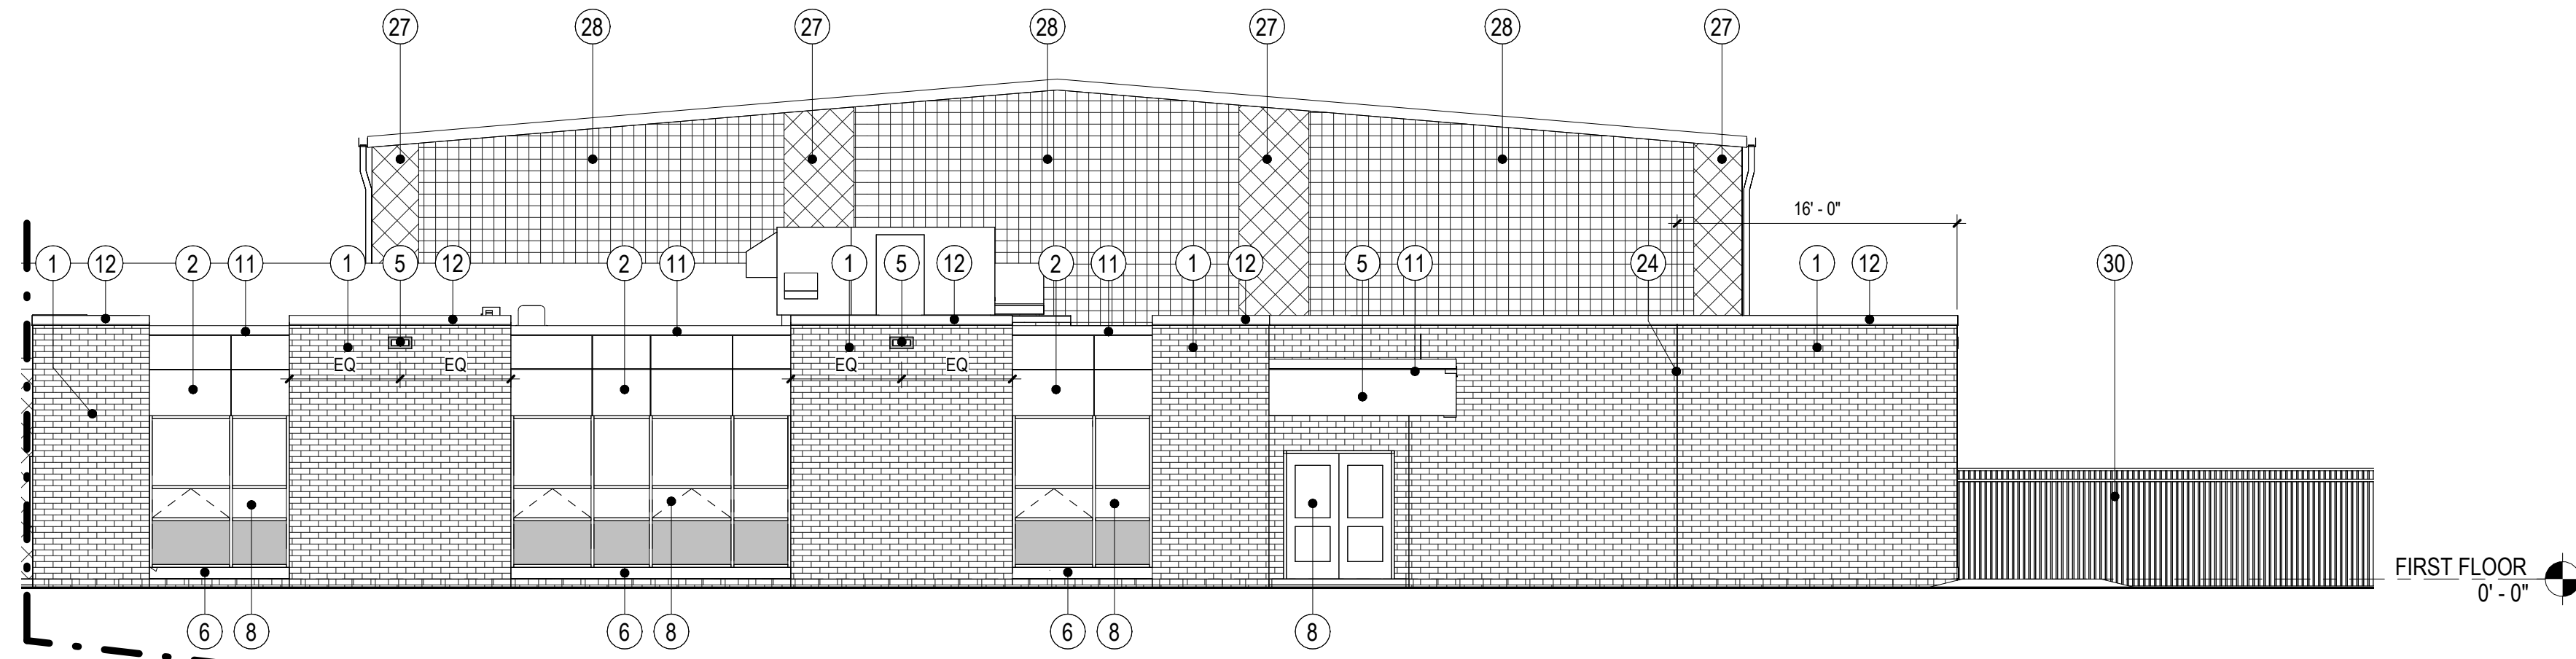 27 28 27 28 27 28 27
16' - 0"
1 12 2 11 1 5 12 2 11 1 5 12 2 11 1 12 5 11 24 1 12 30
EQ EQ EQ EQ
FIRST FLOOR
0' - 0"
6 8 6 8 6 8 8